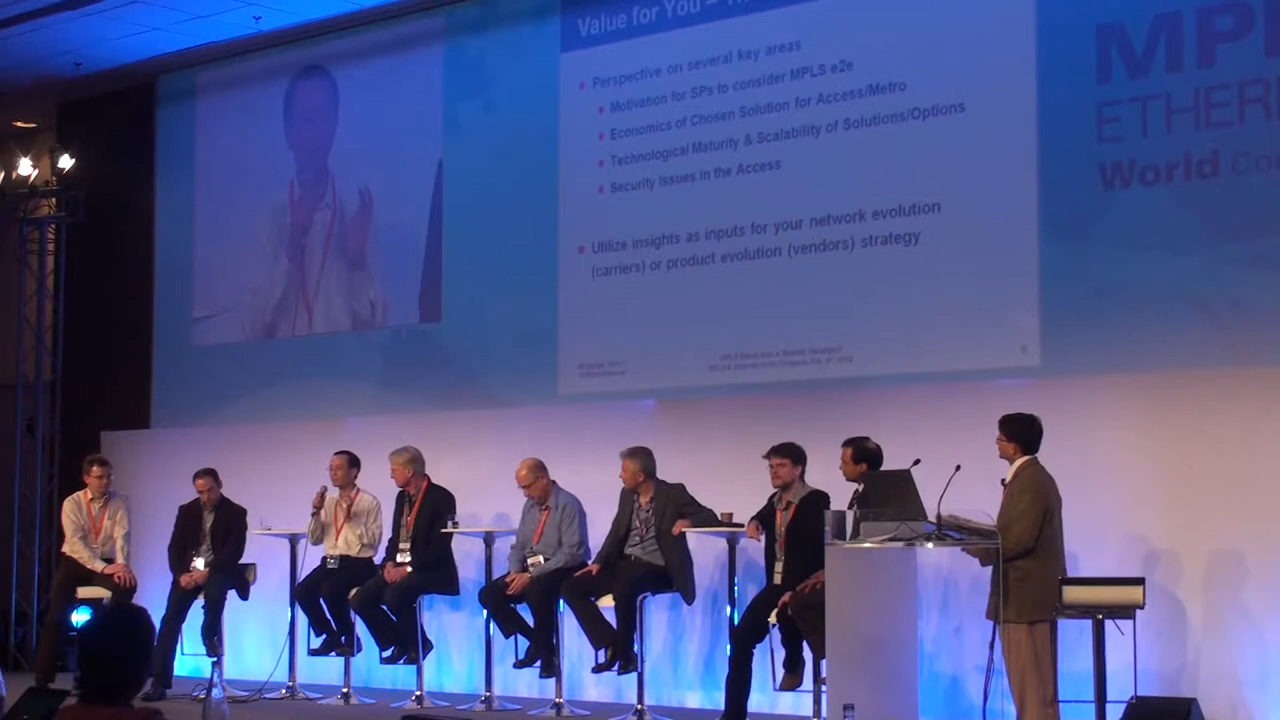 Value for You –
Perspective on several key areas
Motivation for SPs to consider MPLS e2e
Economics of Chosen Solution for Access/Metro
Technological Maturity & Scalability of Solutions/Options
Security Issues in the Access
Utilize insights as inputs for your network evolution
(carriers) or product evolution (vendors) strategy
MPL
ETHER
World